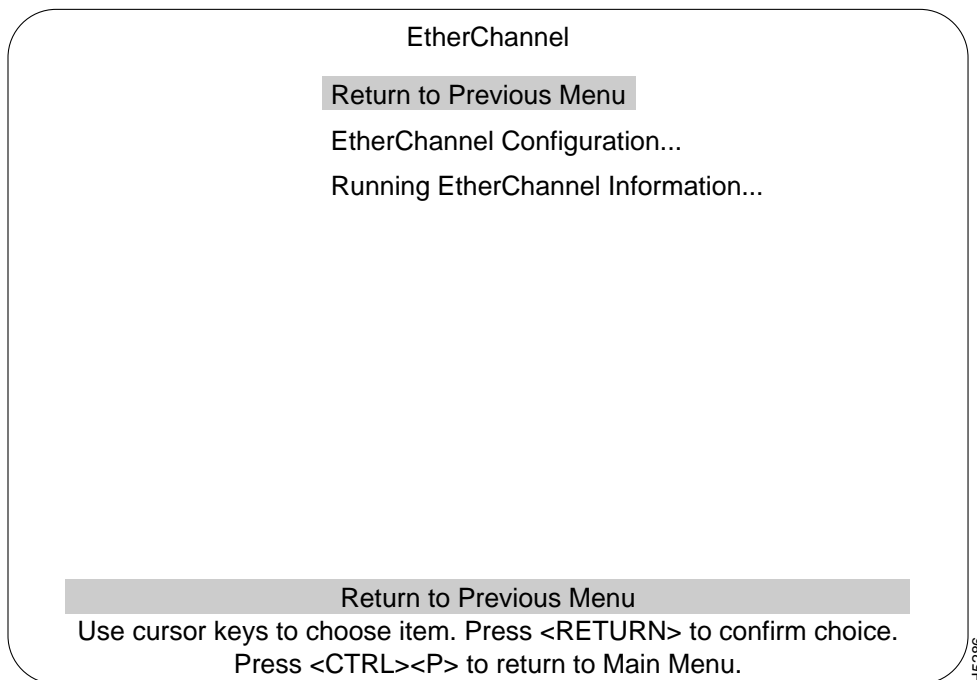 EtherChannel
Return to Previous Menu
EtherChannel Configuration...
Running EtherChannel Information...
Return to Previous Menu
Use cursor keys to choose item. Press <RETURN> to confirm choice.
Press <CTRL><P> to return to Main Menu.